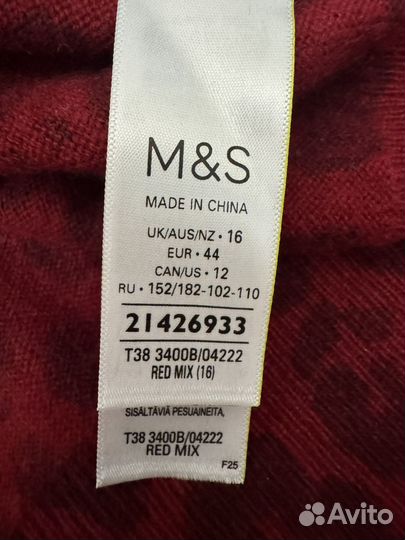 M&S
MADE IN CHINA
UK/AUS/NZ • 16
EUR • 44
CAN/US • 12
RU • 152/182-102-110
21426933
T38 3400B/04222
RED MIX (16)
SISÄLTÄVIÄ PESUAINEITA,
T38 3400B/04222
RED MIX
F25
Avito